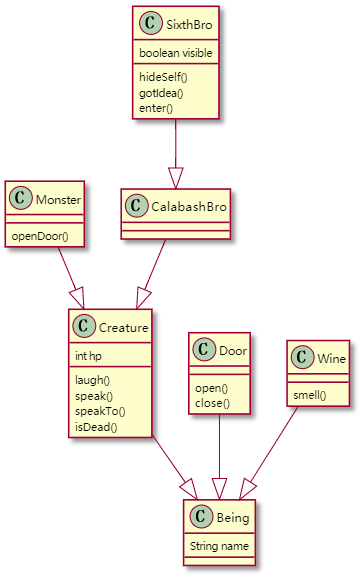 C SixthBro
boolean visible
hideSelf()
gotIdea()
enter()
C Monster
openDoor()
C CalabashBro
C Creature
int hp
laugh()
speak()
speakTo()
isDead()
C Door
open()
close()
C Wine
smell()
C Being
String name